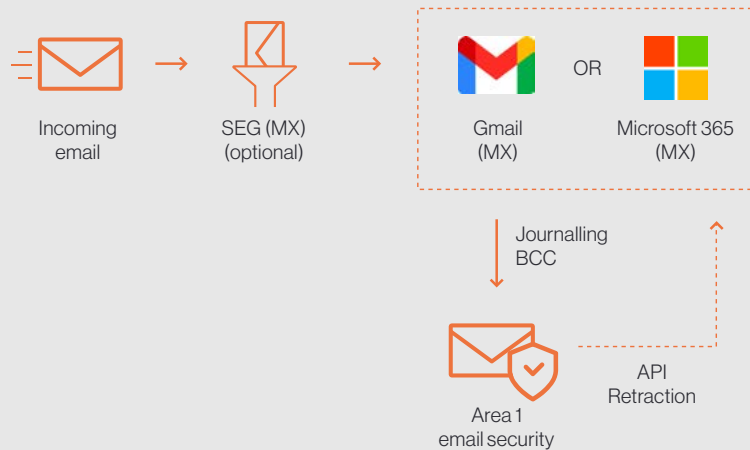 Incoming
email
SEG (MX)
(optional)
Gmail
(MX)
OR
Microsoft 365
(MX)
Journalling
BCC
Area 1
email security
API
Retraction